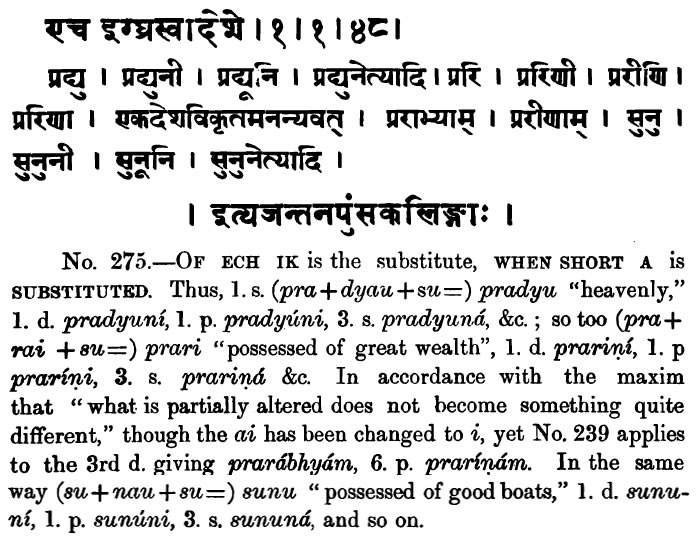 एच इग्घ्रस्वादेशे । १ । १ । ४८ ।
प्रद्यु । प्रद्युनी । प्रद्यूनि । प्रद्युनेत्यादि । प्ररि । प्ररिणी । प्ररीणि ।
प्ररिणा । एकदेशविकृतमनन्यवत् । प्रराभ्याम् । प्ररीणाम् । सुनु ।
सुनुनी । सुनूनि । सुनुनेत्यादि ।
। इत्यजन्तनपुंसकलिङ्गाः ।
No. 275.—OF ECH IK is the substitute, WHEN SHORT A is
SUBSTITUTED. Thus, 1. s. (pra+dyau+su=) pradyu “heavenly,”
1. d. pradyuní, 1. p. pradyúni, 3. s. pradyuná, &c. ; so too (pra+
rai +su=) prari “possessed of great wealth”, 1. d. prariṇí, 1. p
praríṇi, 3. s. prariṇá &c. In accordance with the maxim
that “what is partially altered does not become something quite
different,” though the ai has been changed to i, yet No. 239 applies
to the 3rd d. giving prarábhyám, 6. p. praríṇám. In the same
way (su+nau+su=) sunu “possessed of good boats,” 1. d. sunu-
ní, 1. p. sunúni, 3. s. sununá, and so on.